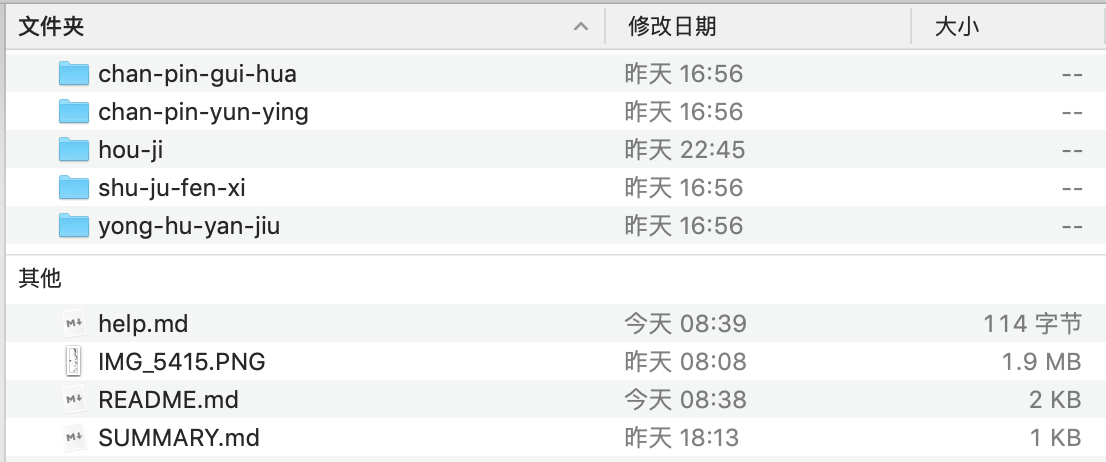 文件夹 修改日期 大小
chan-pin-gui-hua 昨天 16:56 --
chan-pin-yun-ying 昨天 16:56 --
hou-ji 昨天 22:45 --
shu-ju-fen-xi 昨天 16:56 --
yong-hu-yan-jiu 昨天 16:56 --
其他
help.md 今天 08:39 114 字节
IMG_5415.PNG 昨天 08:08 1.9 MB
README.md 今天 08:38 2 KB
SUMMARY.md 昨天 18:13 1 KB